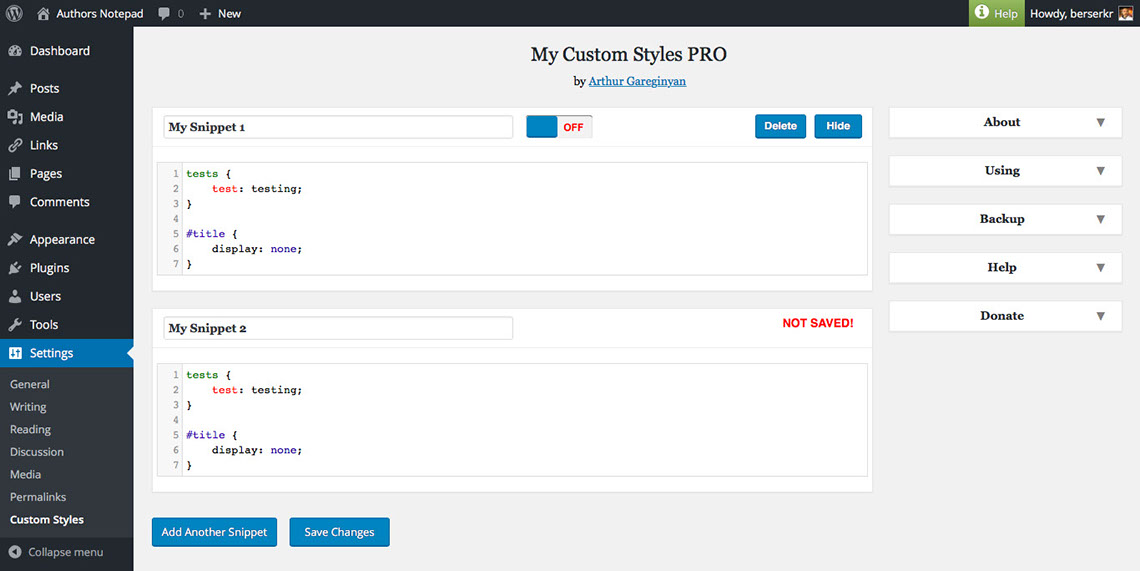 Authors Notepad 0 New Help Howdy, berserkr
Dashboard
Posts
Media
Links
Pages
Comments
Appearance
Plugins
Users
Tools
Settings
General
Writing
Reading
Discussion
Media
Permalinks
Custom Styles
Collapse menu
My Custom Styles PRO
by Arthur Gareginyan
My Snippet 1 OFF Delete Hide
1 tests {
2 test: testing;
3 }
4
5 #title {
6 display: none;
7 }
My Snippet 2 NOT SAVED!
1 tests {
2 test: testing;
3 }
4
5 #title {
6 display: none;
7 }
Add Another Snippet Save Changes
About
Using
Backup
Help
Donate